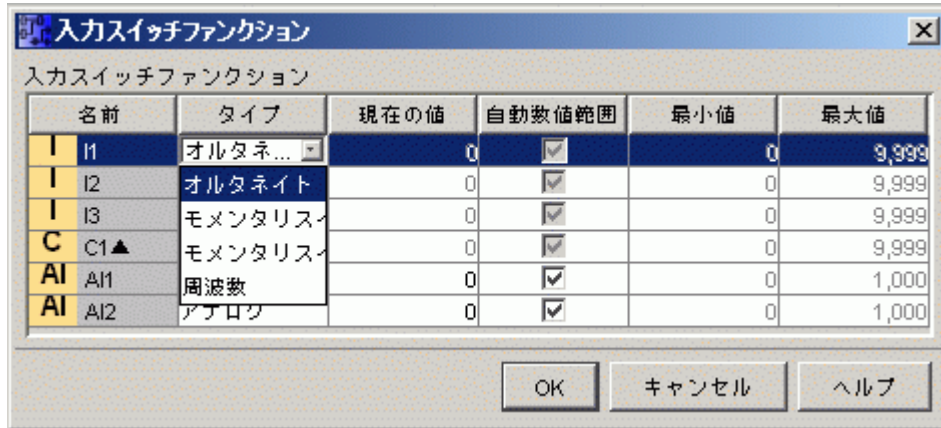 入力スイッチファンクション
入力スイッチファンクション
名前 タイプ 現在の値 自動数値範囲 最小値 最大値
I I1 オルタネ... 0 0 9,999
I I2 オルタネイト 0 0 9,999
I I3 モメンタリスイ 0 0 9,999
C C1▲ モメンタリスイ 0 0 9,999
AI AI1 周波数 0 0 1,000
AI AI2 アナログ 0 0 1,000
OK キャンセル ヘルプ